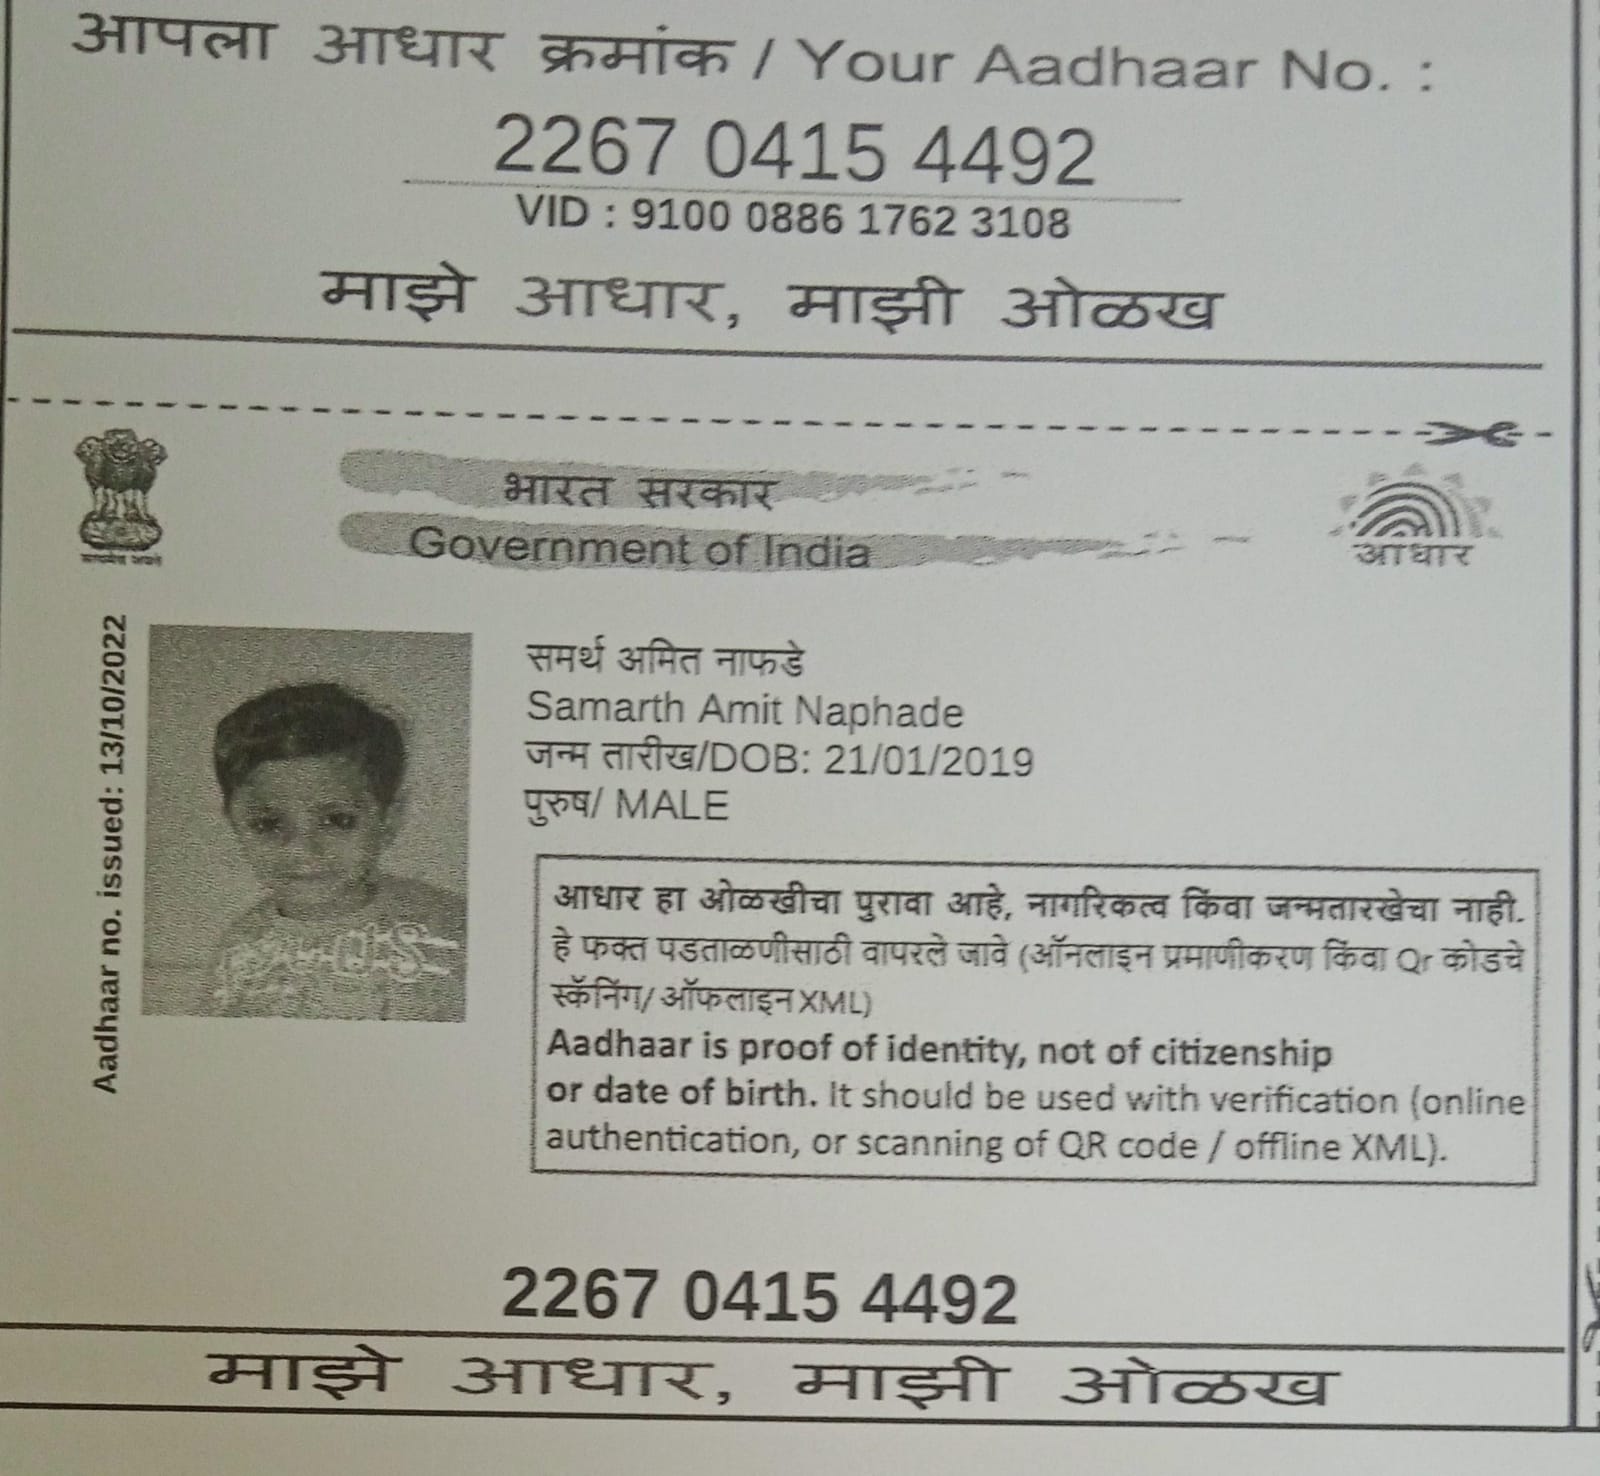 आपला आधार क्रमांक / Your Aadhaar No. :
2267 0415 4492
VID : 9100 0886 1762 3108
माझे आधार, माझी ओळख
भारत सरकार
Government of India
आधार
Aadhaar no. issued: 13/10/2022
समर्थ अमित नाफडे
Samarth Amit Naphade
जन्म तारीख/DOB: 21/01/2019
पुरुष/ MALE
आधार हा ओळखीचा पुरावा आहे, नागरिकत्व किंवा जन्मतारखेचा नाही.
हे फक्त पडताळणीसाठी वापरले जावे (ऑनलाइन प्रमाणीकरण किंवा Qr कोडचे
स्कॅनिंग/ ऑफलाइन XML)
Aadhaar is proof of identity, not of citizenship
or date of birth. It should be used with verification (online
authentication, or scanning of QR code / offline XML).
2267 0415 4492
माझे आधार, माझी ओळख